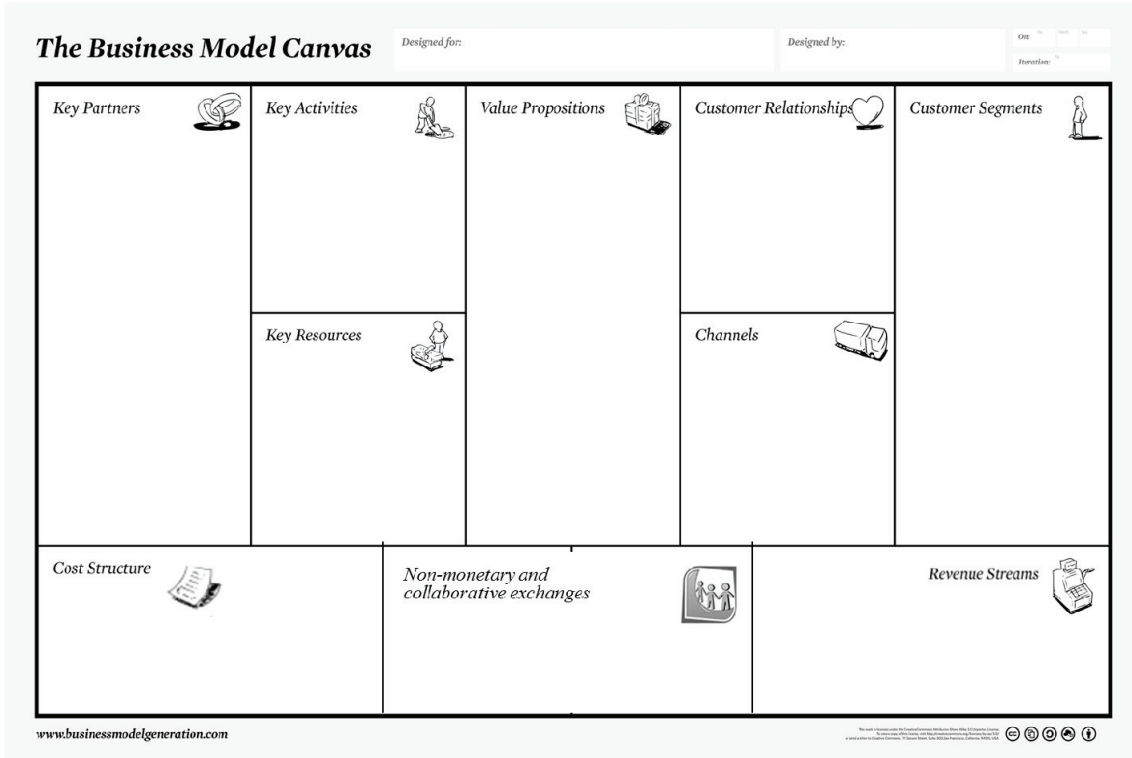 The Business Model Canvas
Designed for:
Designed by:
On:
Iteration:
Key Partners
Key Activities
Value Propositions
Customer Relationships
Customer Segments
Key Resources
Channels
Cost Structure
Non-monetary and
collaborative exchanges
Revenue Streams
www.businessmodelgeneration.com